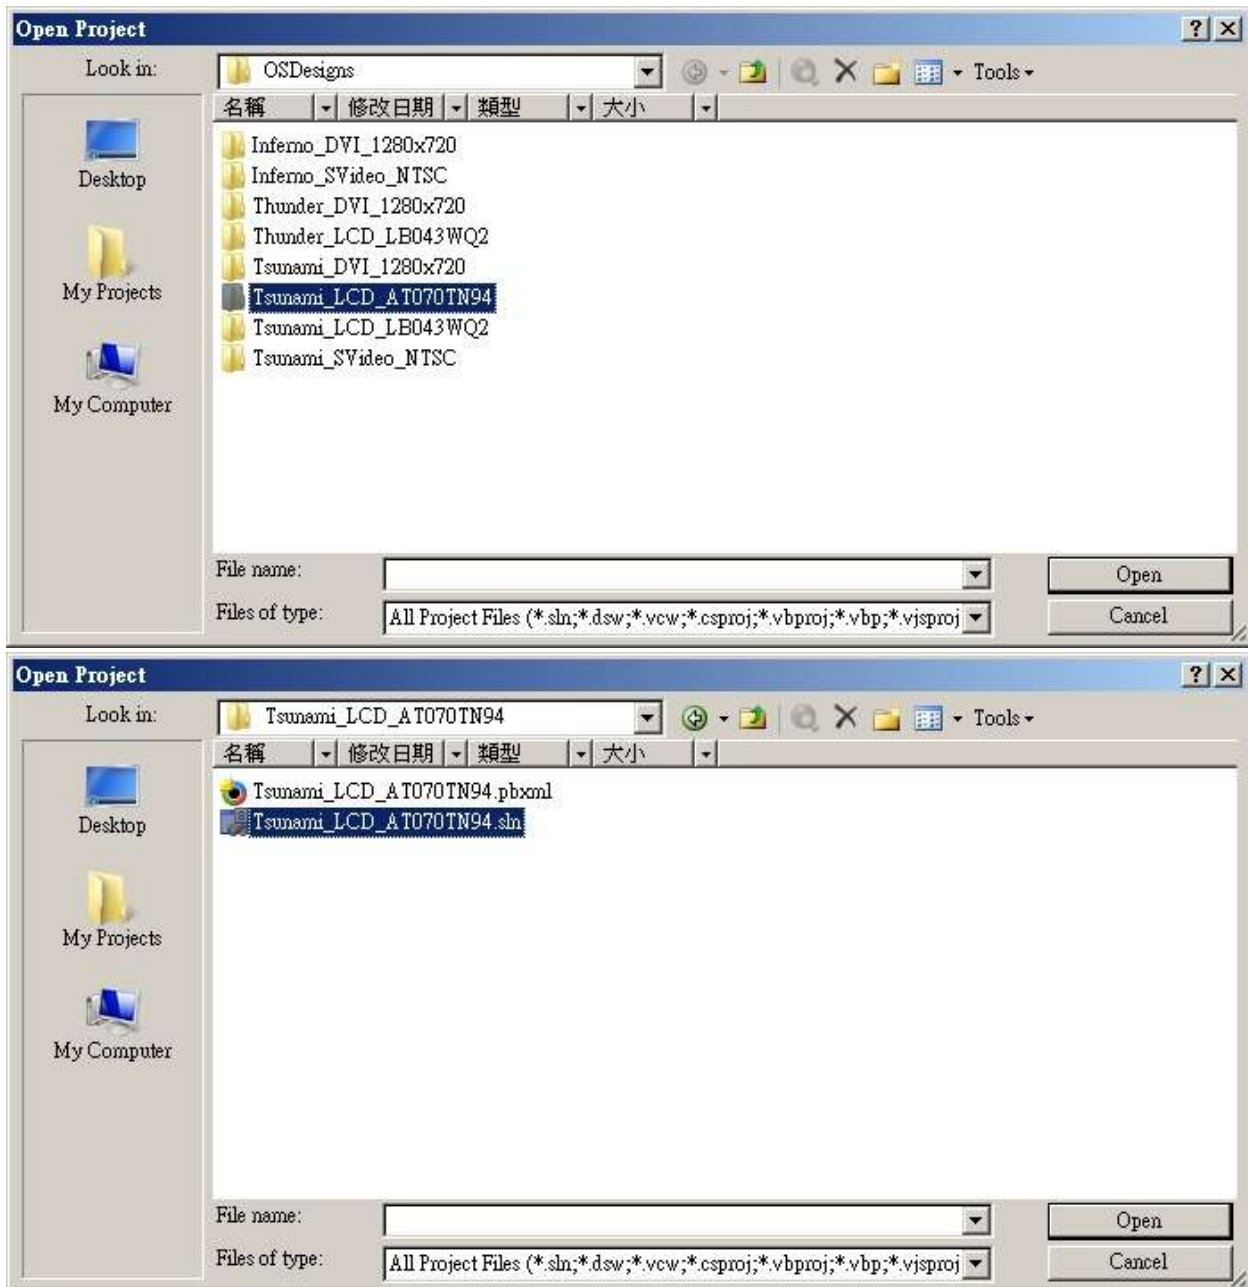 Open Project
Look in: OSDesigns Tools
名稱 修改日期 類型 大小
Desktop
My Projects
My Computer
Inferno_DVI_1280x720
Inferno_SVideo_NTSC
Thunder_DVI_1280x720
Thunder_LCD_LB043WQ2
Tsunami_DVI_1280x720
Tsunami_LCD_AT070TN94
Tsunami_LCD_LB043WQ2
Tsunami_SVideo_NTSC
File name: Open
Files of type: All Project Files (*.sln;*.dsw;*.vcw;*.csproj;*.vbproj;*.vbp;*.vjsproj Cancel
Open Project
Look in: Tsunami_LCD_AT070TN94 Tools
名稱 修改日期 類型 大小
Desktop
My Projects
My Computer
Tsunami_LCD_AT070TN94.pbxml
Tsunami_LCD_AT070TN94.sln
File name: Open
Files of type: All Project Files (*.sln;*.dsw;*.vcw;*.csproj;*.vbproj;*.vbp;*.vjsproj Cancel